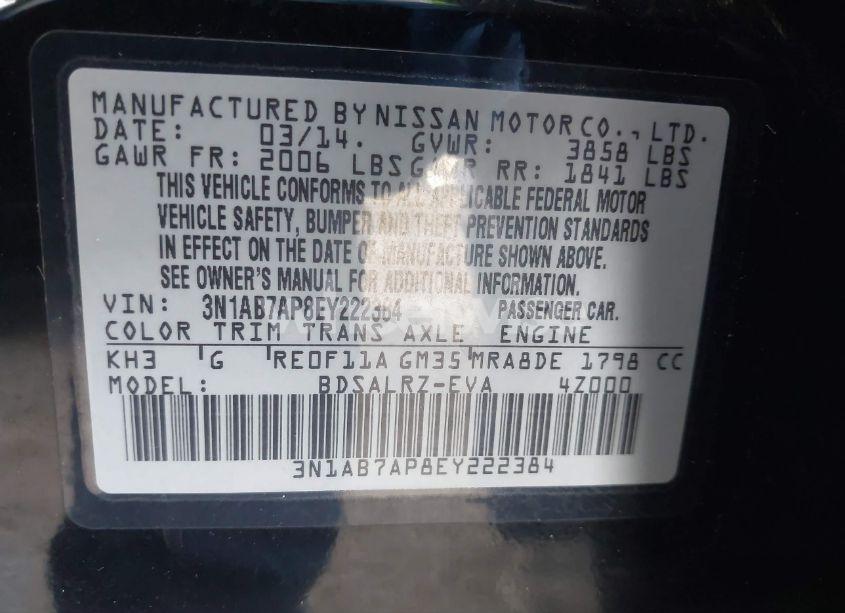 MANUFACTURED BY NISSAN MOTOR CO., LTD.
DATE: 03/14. GVWR: 3858 LBS
GAWR FR: 2006 LBS GAWR RR: 1841 LBS
THIS VEHICLE CONFORMS TO ALL APPLICABLE FEDERAL MOTOR
VEHICLE SAFETY, BUMPER AND THEFT PREVENTION STANDARDS
IN EFFECT ON THE DATE OF MANUFACTURE SHOWN ABOVE.
SEE OWNER'S MANUAL FOR ADDITIONAL INFORMATION.
VIN: 3N1AB7AP8EY222384 PASSENGER CAR.
COLOR TRIM TRANS AXLE ENGINE
KH3 G RE0F11A GM35 MRA8DE 1798 CC
MODEL: BDSALRZ-EVA 4Z000
3N1AB7AP8EY222384